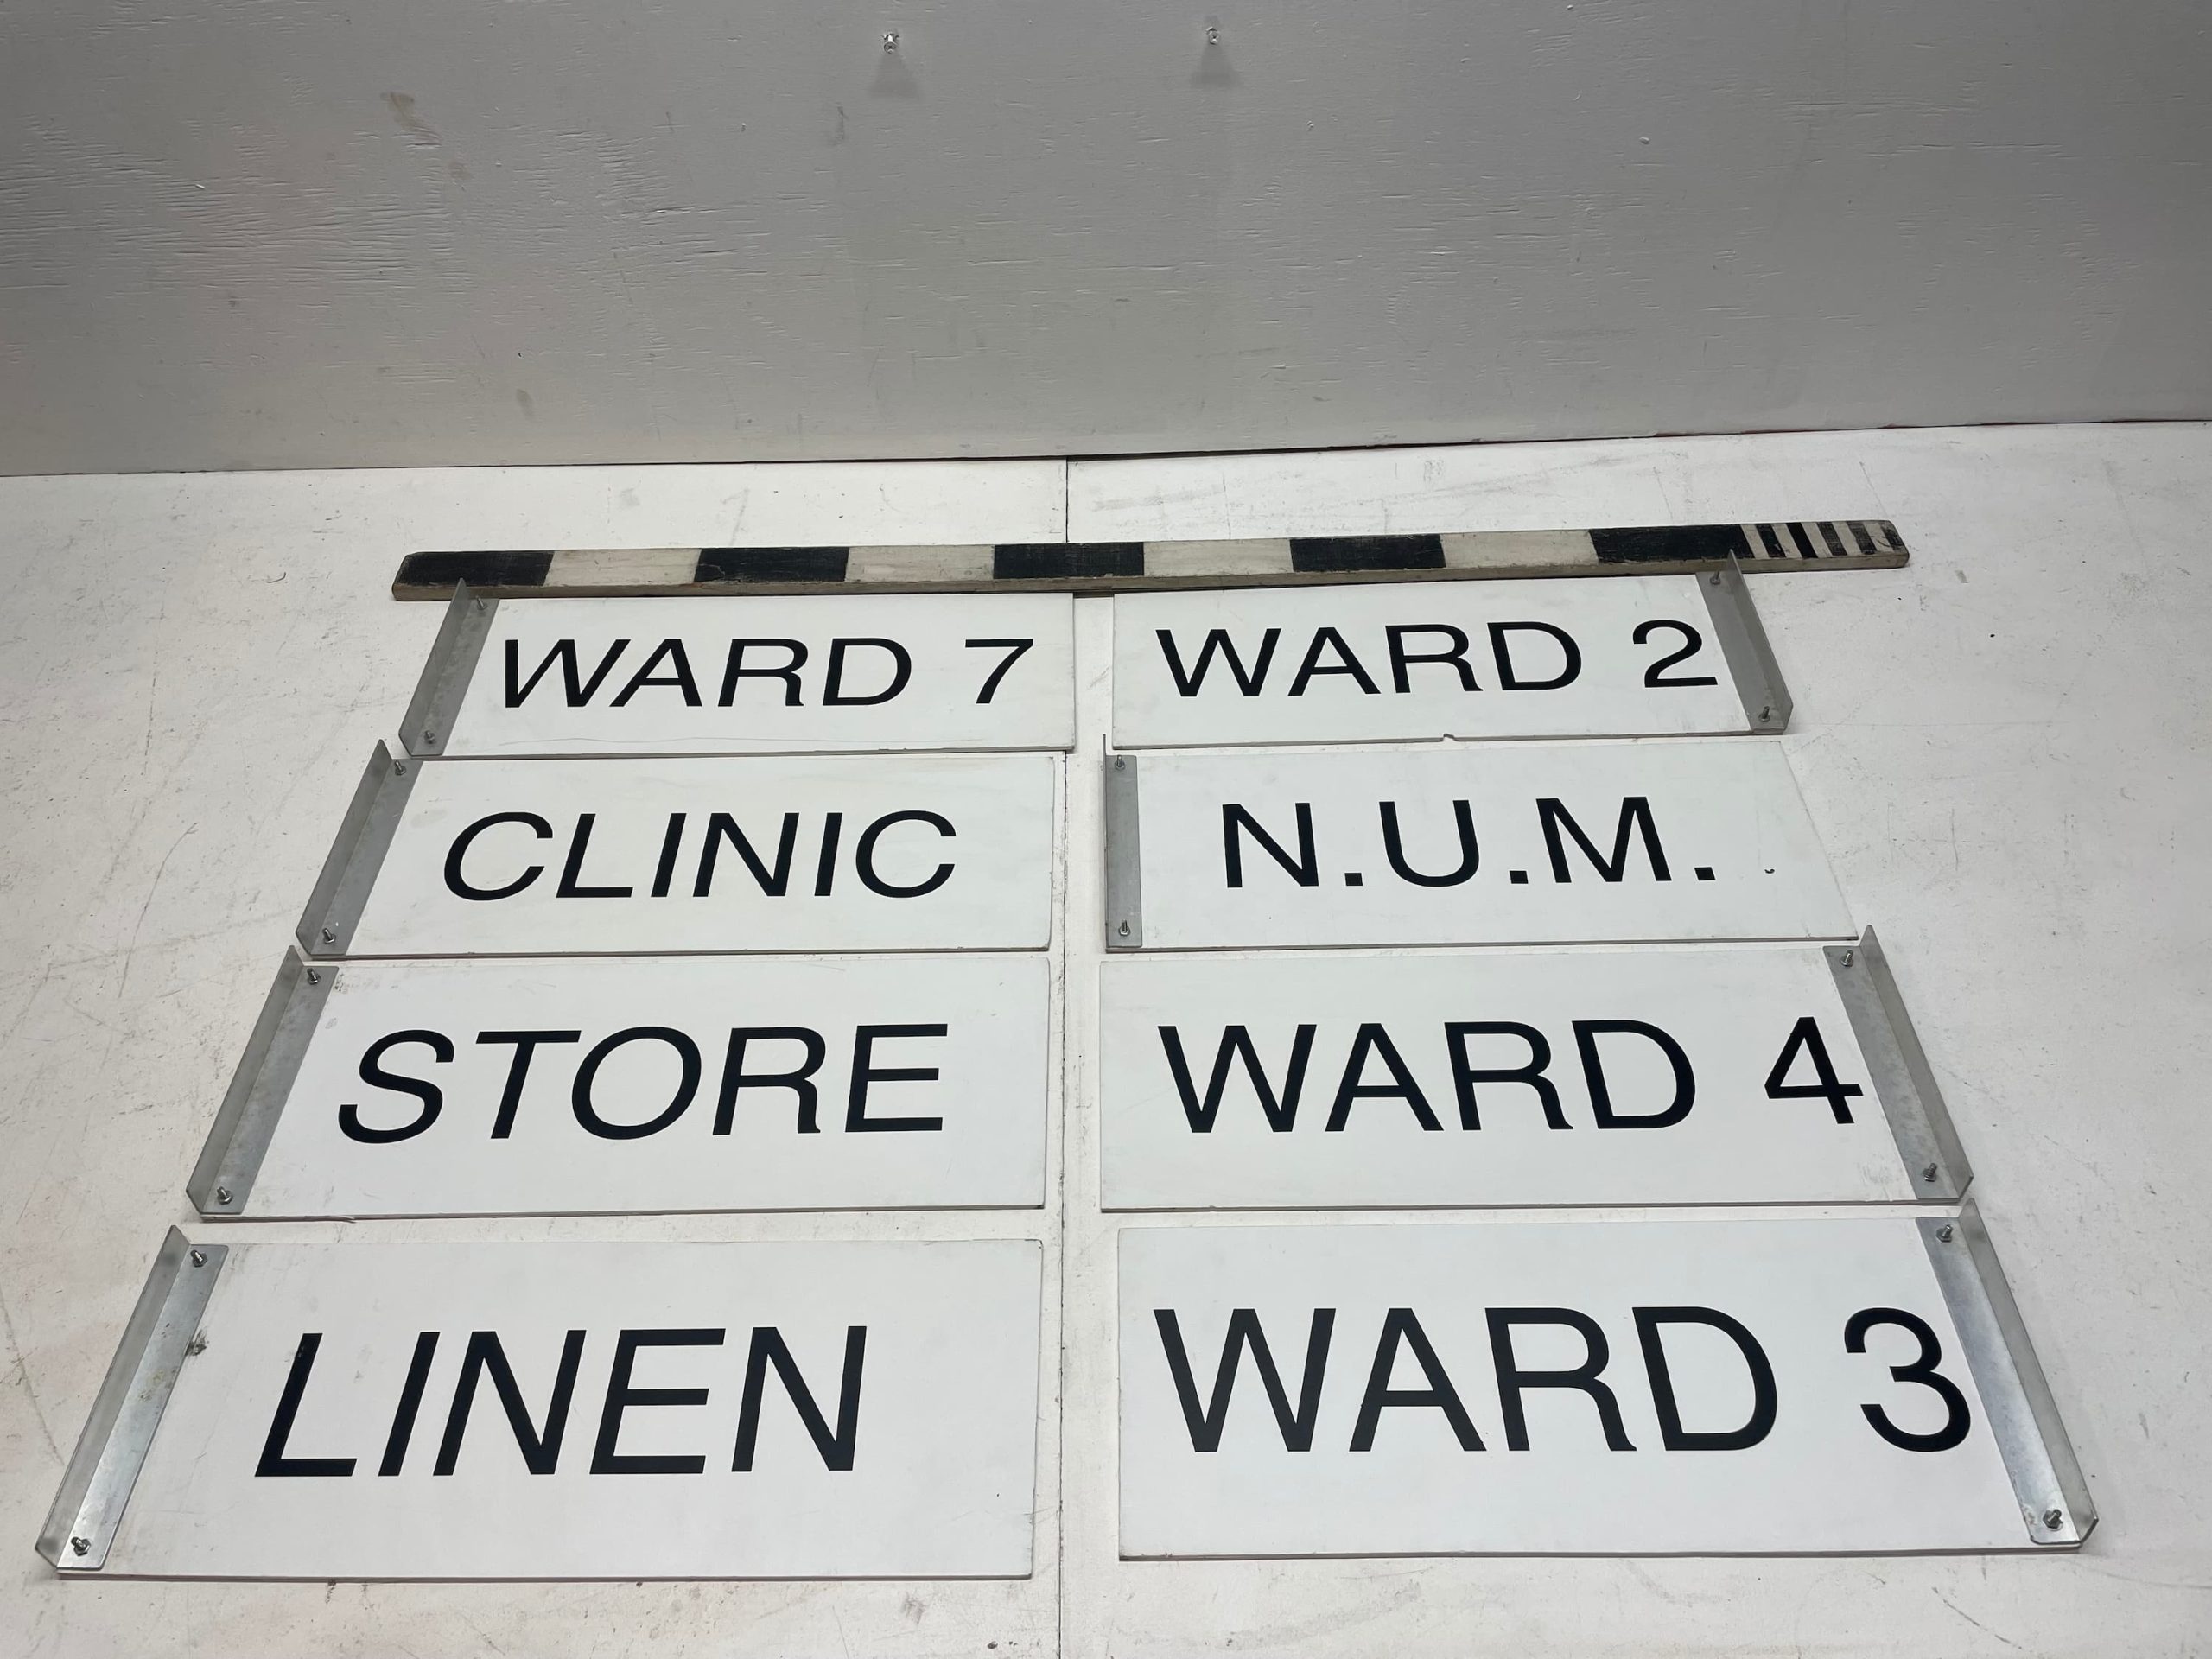 WARD 7
WARD 2
CLINIC
N.U.M.
STORE
WARD 4
LINEN
WARD 3